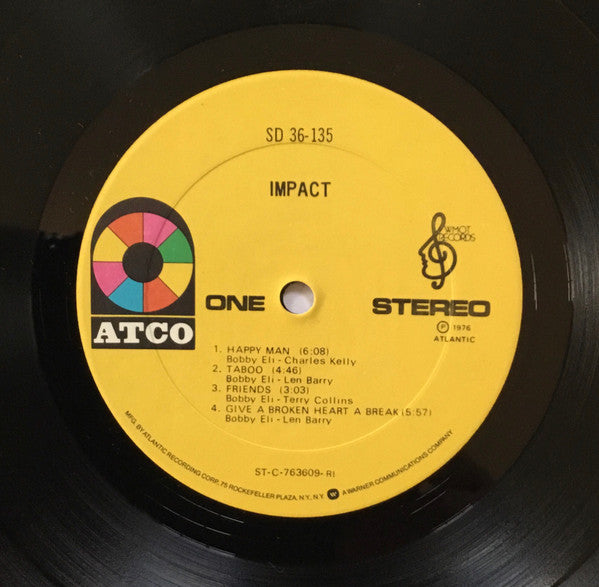 SD 36-135
IMPACT
WMOT
RECORDS
ATCO
ONE
STEREO
Ⓟ 1976
ATLANTIC
1. HAPPY MAN (6:08)
Bobby Eli - Charles Kelly
2. TABOO (4:46)
Bobby Eli - Len Barry
3. FRIENDS (3:03)
Bobby Eli - Terry Collins
4. GIVE A BROKEN HEART A BREAK (5:57)
Bobby Eli - Len Barry
ST-C-763609-RI
MFG. BY ATLANTIC RECORDING CORP., 75 ROCKEFELLER PLAZA, N.Y., N.Y. W A WARNER COMMUNICATIONS COMPANY